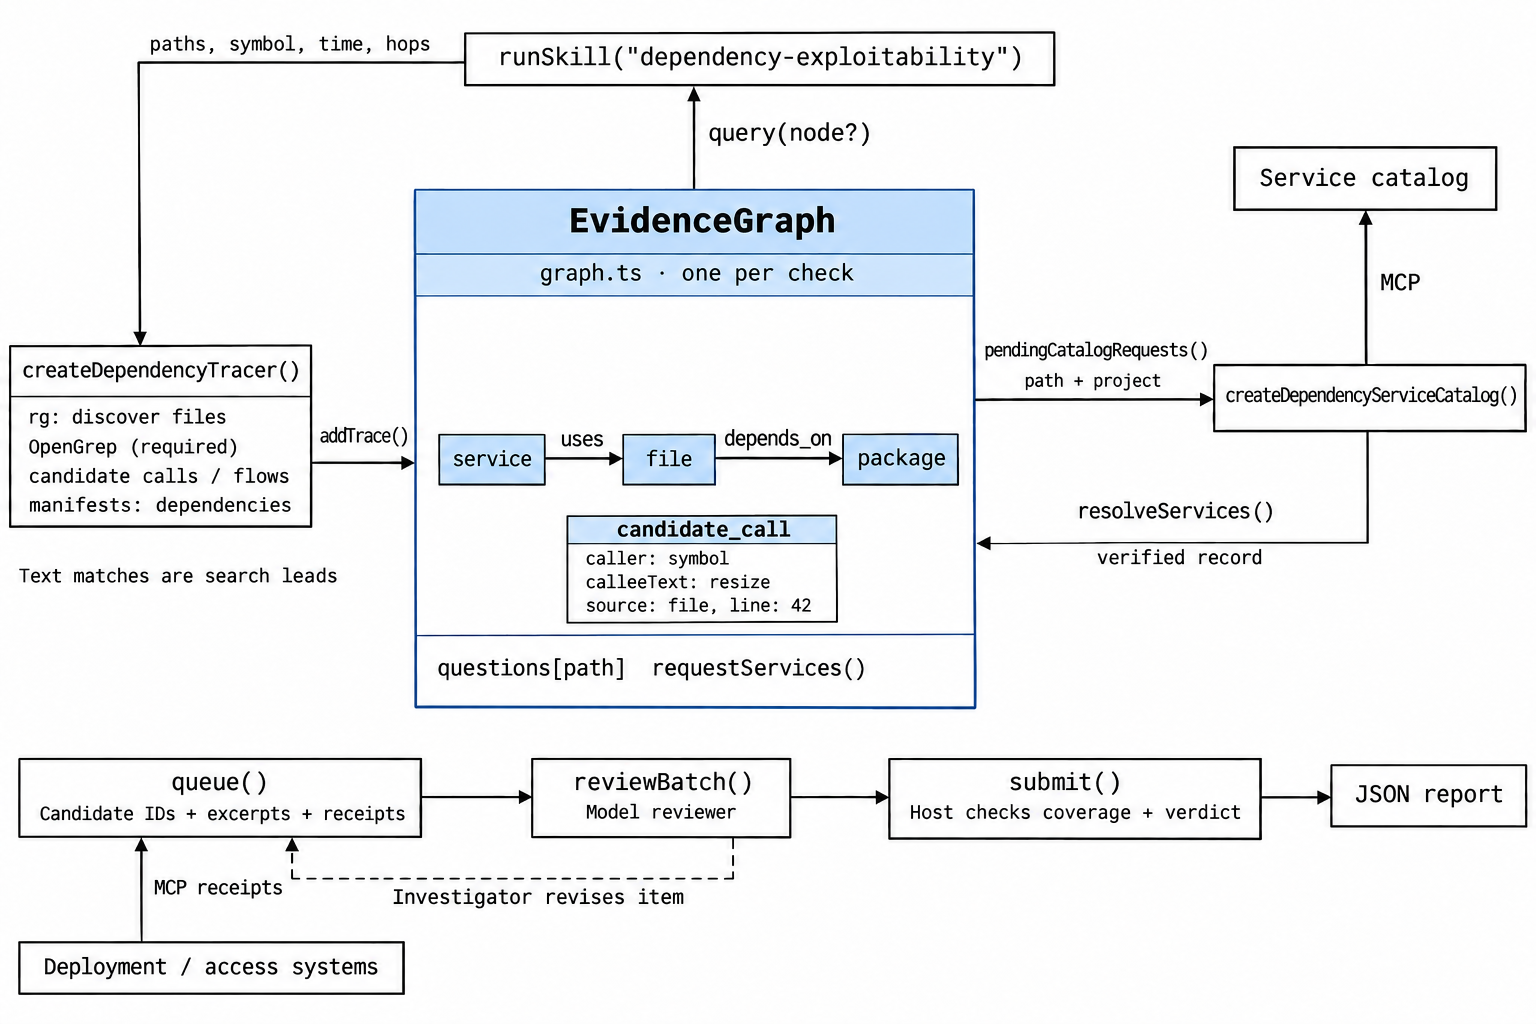 paths, symbol, time, hops
runSkill("dependency-exploitability")
query(node?)
Service catalog
MCP
EvidenceGraph
graph.ts · one per check
createDependencyTracer()
rg: discover files
OpenGrep (required)
candidate calls / flows
manifests: dependencies
Text matches are search leads
addTrace()
service
uses
file
depends_on
package
candidate_call
caller: symbol
calleeText: resize
source: file, line: 42
questions[path] requestServices()
pendingCatalogRequests()
path + project
createDependencyServiceCatalog()
resolveServices()
verified record
queue()
Candidate IDs + excerpts + receipts
reviewBatch()
Model reviewer
submit()
Host checks coverage + verdict
JSON report
MCP receipts
Investigator revises item
Deployment / access systems